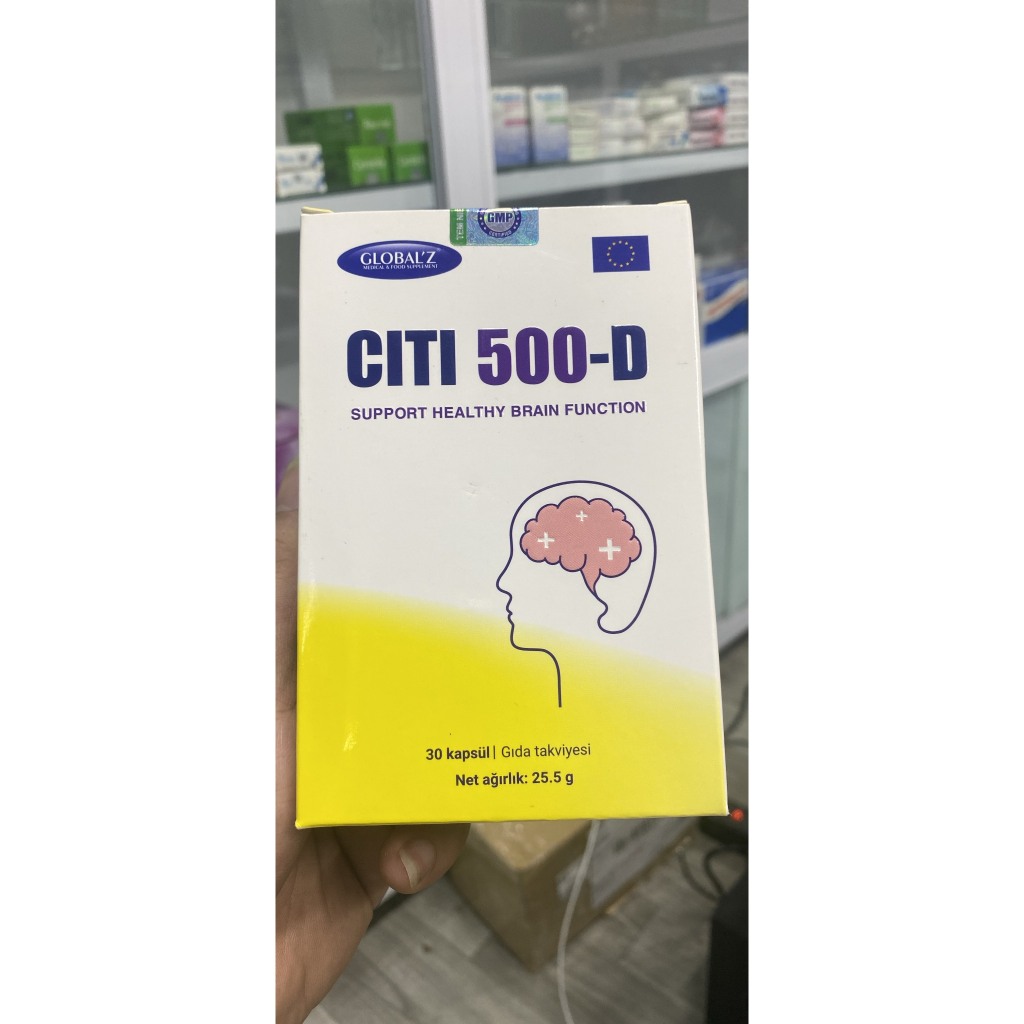 GMP
CERTIFIED
GLOBAL'Z
MEDICAL & FOOD SUPPLEMENT
CITI 500-D
SUPPORT HEALTHY BRAIN FUNCTION
30 kapsül | Gıda takviyesi
Net ağırlık: 25.5 g